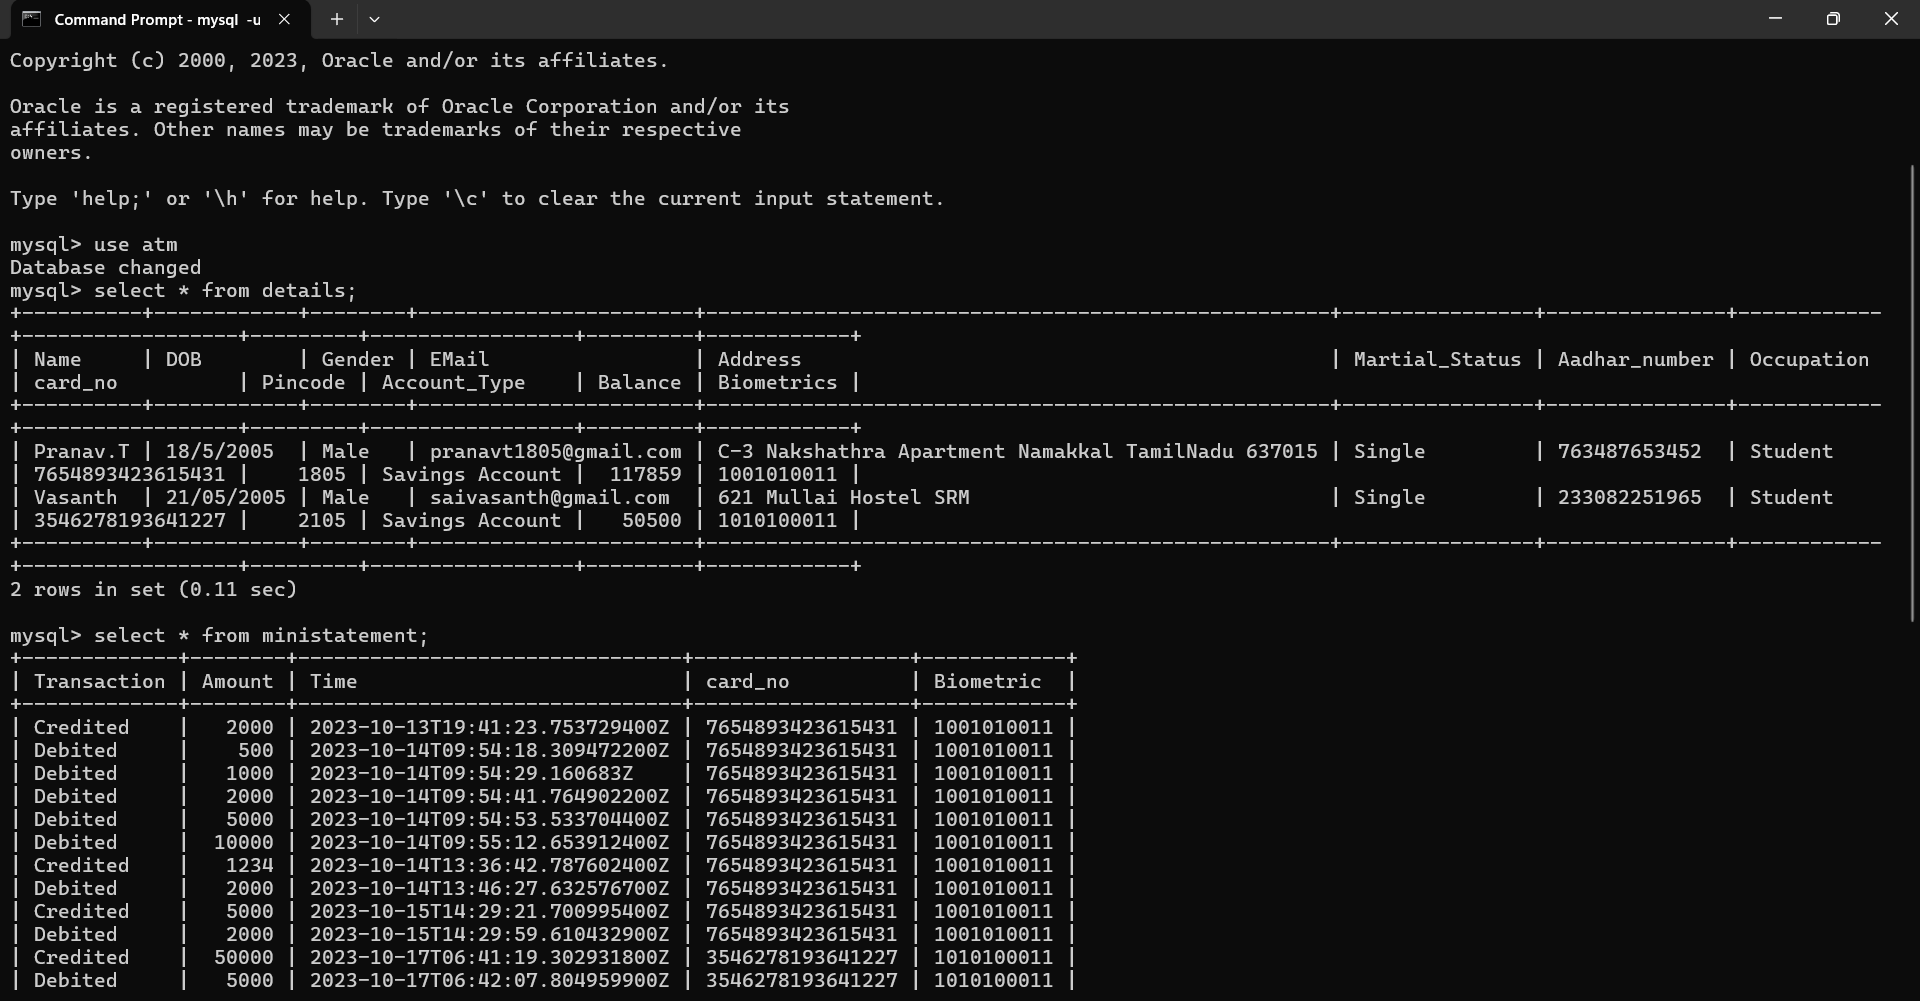 Command Prompt - mysql -u
Copyright (c) 2000, 2023, Oracle and/or its affiliates.
Oracle is a registered trademark of Oracle Corporation and/or its
affiliates. Other names may be trademarks of their respective
owners.
Type 'help;' or '\h' for help. Type '\c' to clear the current input statement.
mysql> use atm
Database changed
mysql> select * from details;
+----------+------------+--------+-----------------------+----------------------------------------------------+----------------+---------------+------------
+------------------+---------+-----------------+---------+------------+
| Name | DOB | Gender | EMail | Address | Martial_Status | Aadhar_number | Occupation
| card_no | Pincode | Account_Type | Balance | Biometrics |
+----------+------------+--------+-----------------------+----------------------------------------------------+----------------+---------------+------------
+------------------+---------+-----------------+---------+------------+
| Pranav.T | 18/5/2005 | Male | pranavt1805@gmail.com | C-3 Nakshathra Apartment Namakkal TamilNadu 637015 | Single | 763487653452 | Student
| 7654893423615431 | 1805 | Savings Account | 117859 | 1001010011 |
| Vasanth | 21/05/2005 | Male | saivasanth@gmail.com | 621 Mullai Hostel SRM | Single | 233082251965 | Student
| 3546278193641227 | 2105 | Savings Account | 50500 | 1010100011 |
+----------+------------+--------+-----------------------+----------------------------------------------------+----------------+---------------+------------
+------------------+---------+-----------------+---------+------------+
2 rows in set (0.11 sec)
mysql> select * from ministatement;
+-------------+--------+--------------------------------+------------------+------------+
| Transaction | Amount | Time | card_no | Biometric |
+-------------+--------+--------------------------------+------------------+------------+
| Credited | 2000 | 2023-10-13T19:41:23.753729400Z | 7654893423615431 | 1001010011 |
| Debited | 500 | 2023-10-14T09:54:18.309472200Z | 7654893423615431 | 1001010011 |
| Debited | 1000 | 2023-10-14T09:54:29.160683Z | 7654893423615431 | 1001010011 |
| Debited | 2000 | 2023-10-14T09:54:41.764902200Z | 7654893423615431 | 1001010011 |
| Debited | 5000 | 2023-10-14T09:54:53.533704400Z | 7654893423615431 | 1001010011 |
| Debited | 10000 | 2023-10-14T09:55:12.653912400Z | 7654893423615431 | 1001010011 |
| Credited | 1234 | 2023-10-14T13:36:42.787602400Z | 7654893423615431 | 1001010011 |
| Debited | 2000 | 2023-10-14T13:46:27.632576700Z | 7654893423615431 | 1001010011 |
| Credited | 5000 | 2023-10-15T14:29:21.700995400Z | 7654893423615431 | 1001010011 |
| Debited | 2000 | 2023-10-15T14:29:59.610432900Z | 7654893423615431 | 1001010011 |
| Credited | 50000 | 2023-10-17T06:41:19.302931800Z | 3546278193641227 | 1010100011 |
| Debited | 5000 | 2023-10-17T06:42:07.804959900Z | 3546278193641227 | 1010100011 |